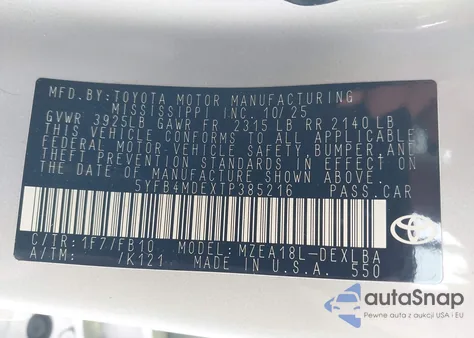 MFD.BY:TOYOTA MOTOR MANUFACTURING
MISSISSIPPI INC. 10/25
GVWR 3925LB GAWR FR 2315 LB RR 2140 LB
THIS VEHICLE CONFORMS TO ALL APPLICABLE
FEDERAL MOTOR VEHICLE SAFETY, BUMPER AND
THEFT PREVENTION STANDARDS IN EFFECT ON
THE DATE OF MANUFACTURE SHOWN ABOVE.
5YFB4MDEXTP385216 PASS.CAR
C/TR:1F7/FB10 MODEL:MZEA18L-DEXLBA
A/TM: /K121 MADE IN U.S.A. 550
autoSnap
Pewne auta z aukcji USA i EU